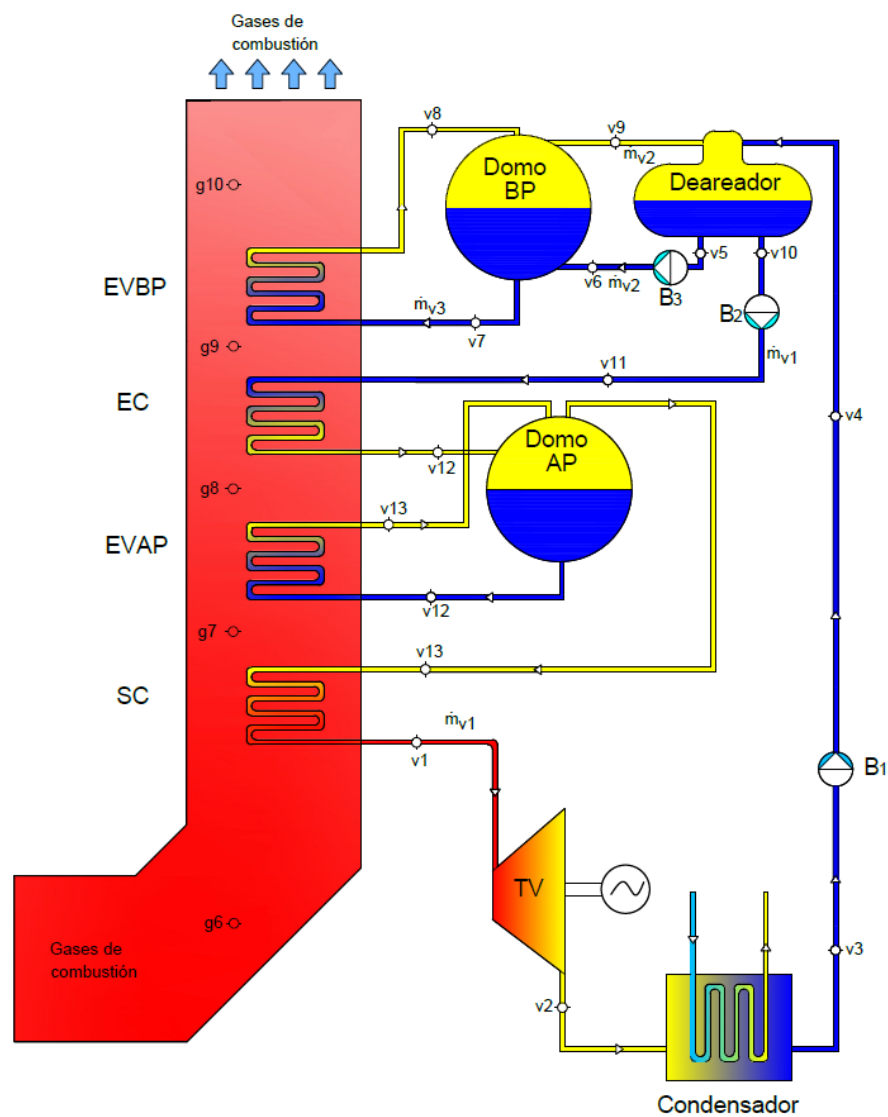 Gases de
combustión
v8
v9
ṁv2
Domo
BP
Deareador
g10
v5
v10
v6
ṁv2
B3
EVBP
ṁv3
v7
B2
ṁv1
g9
v11
EC
v4
Domo
AP
v12
g8
v13
EVAP
v12
g7
v13
SC
ṁv1
v1
B1
TV
g6
Gases de
combustión
v3
v2
Condensador